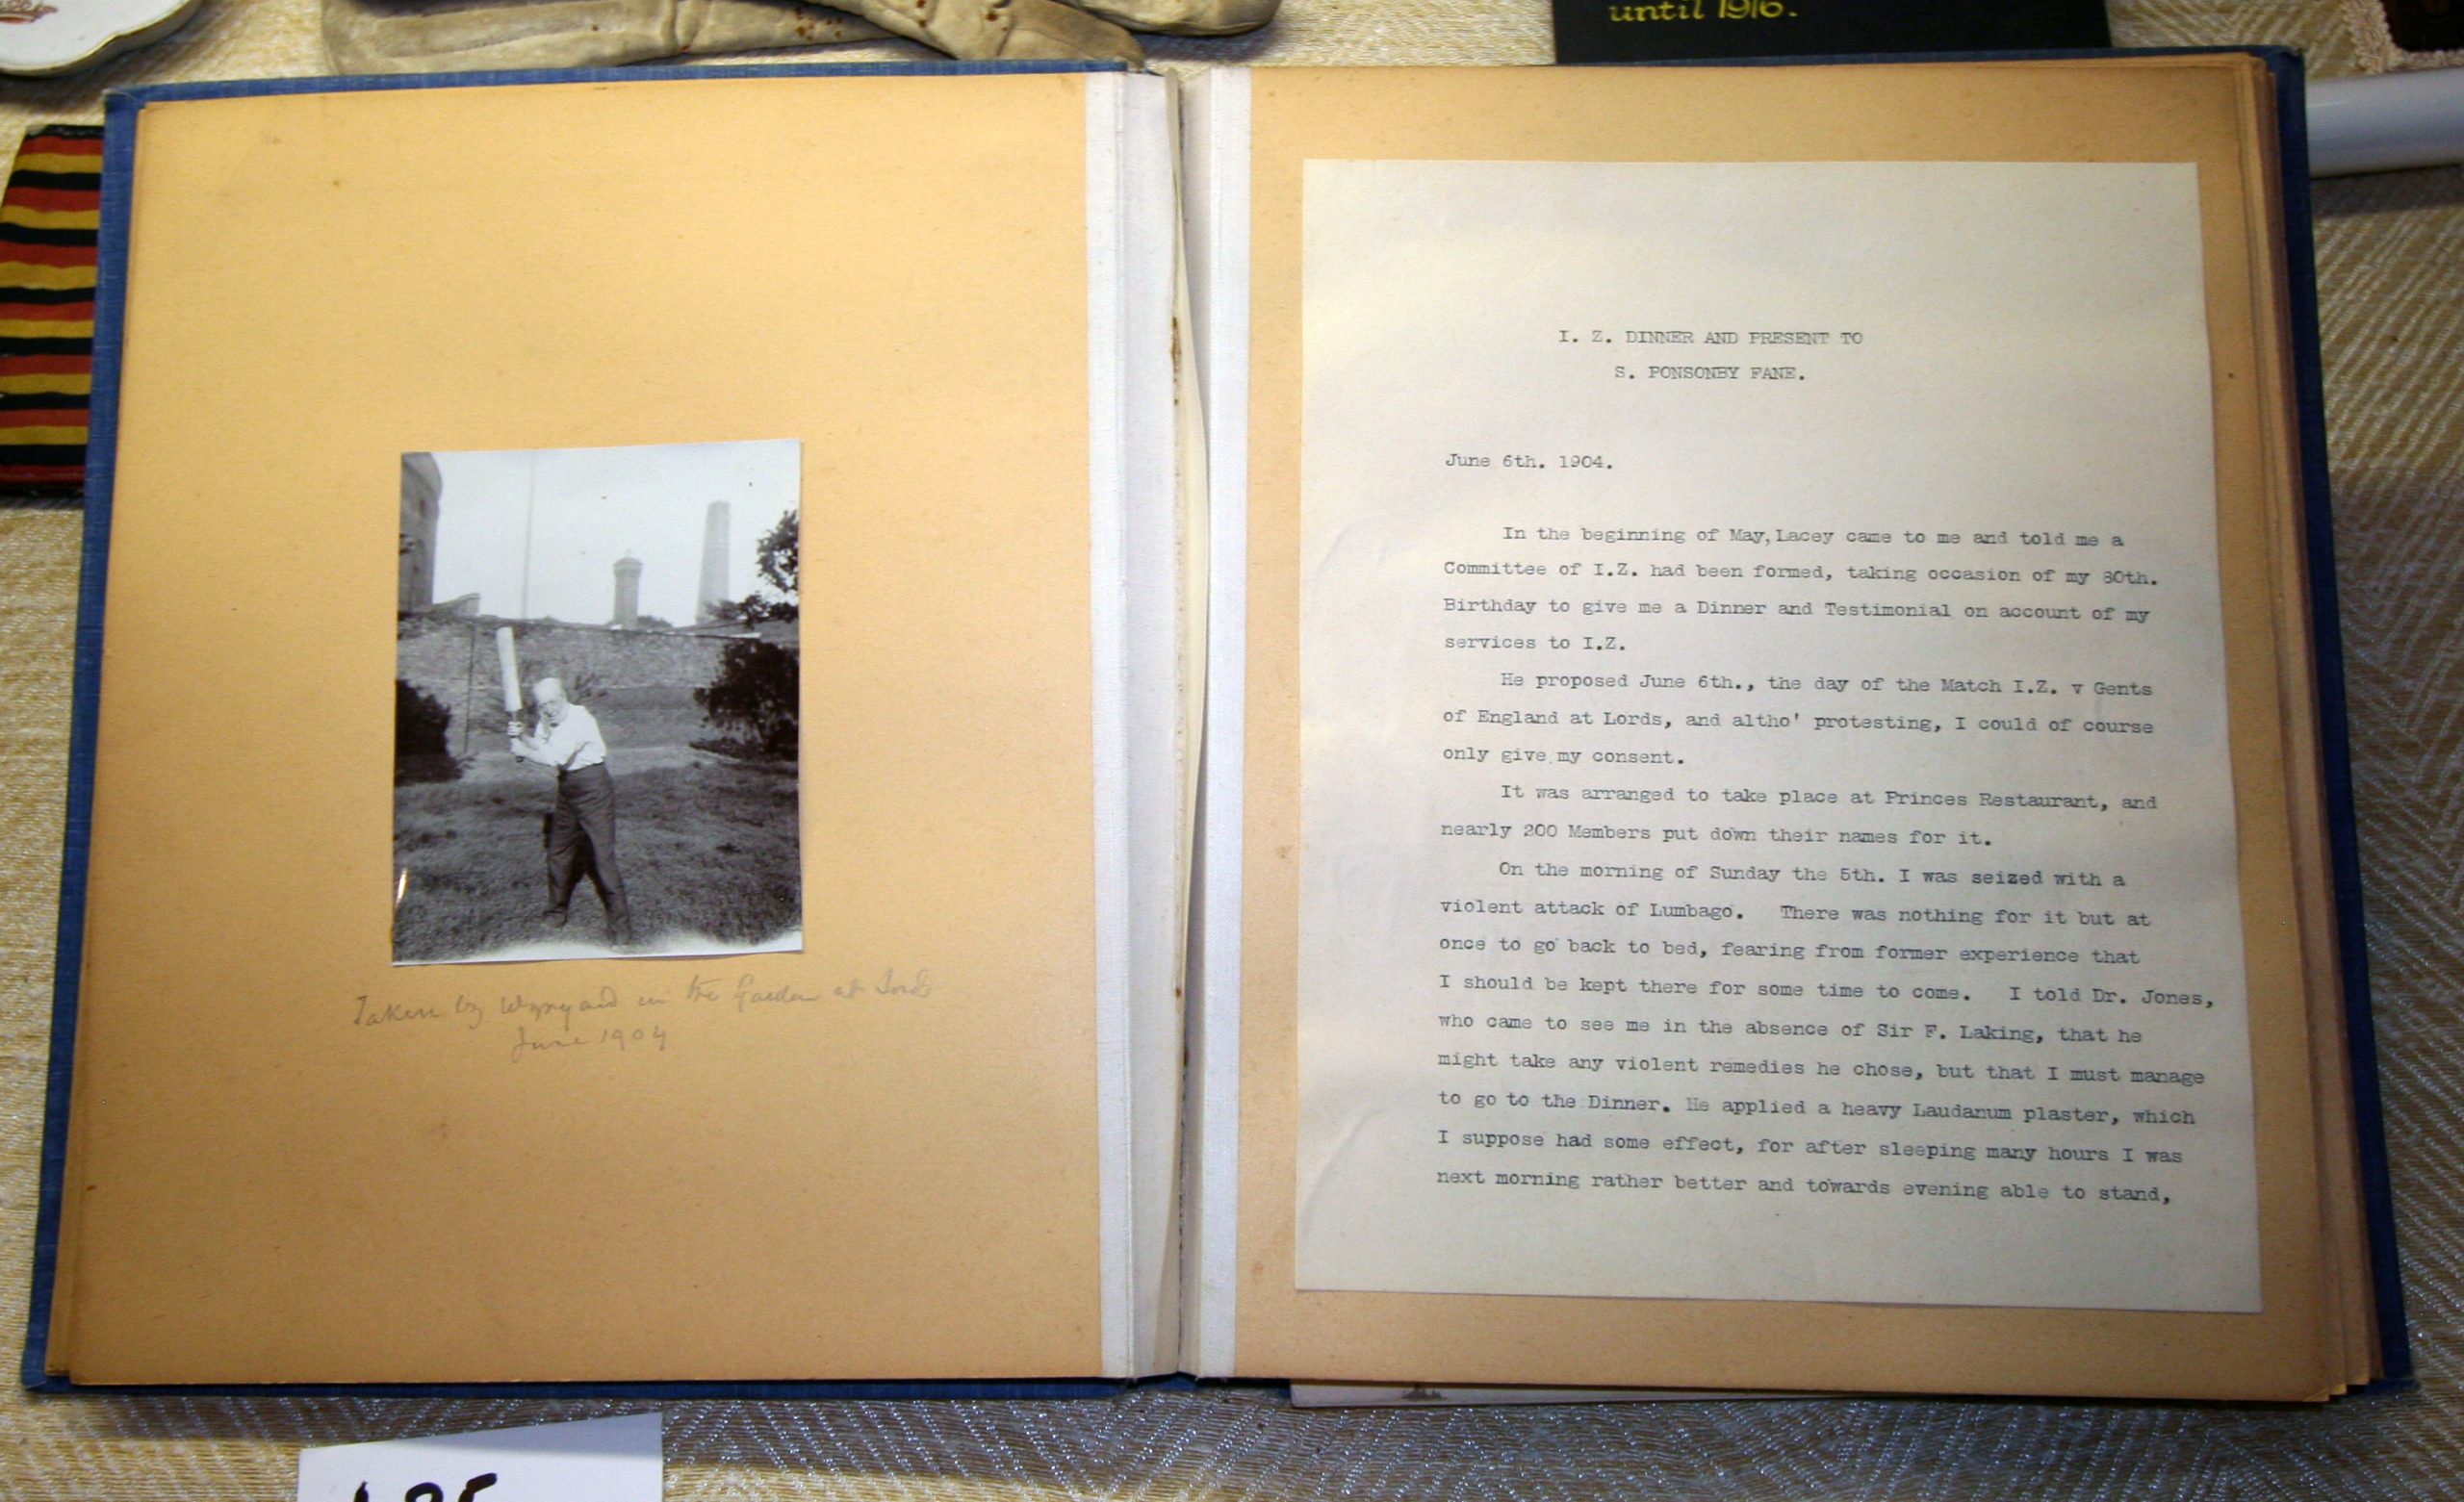 until 1916.
Taken by Wynyard in the Garden at Lords
June 1904
I. Z. DINNER AND PRESENT TO
S. PONSONBY FANE.
June 6th. 1904.
In the beginning of May, Lacey came to me and told me a
Committee of I.Z. had been formed, taking occasion of my 80th.
Birthday to give me a Dinner and Testimonial on account of my
services to I.Z.
He proposed June 6th., the day of the Match I.Z. v Gents
of England at Lords, and altho' protesting, I could of course
only give my consent.
It was arranged to take place at Princes Restaurant, and
nearly 200 Members put down their names for it.
On the morning of Sunday the 5th. I was seized with a
violent attack of Lumbago. There was nothing for it but at
once to go back to bed, fearing from former experience that
I should be kept there for some time to come. I told Dr. Jones,
who came to see me in the absence of Sir F. Laking, that he
might take any violent remedies he chose, but that I must manage
to go to the Dinner. He applied a heavy Laudanum plaster, which
I suppose had some effect, for after sleeping many hours I was
next morning rather better and towards evening able to stand,